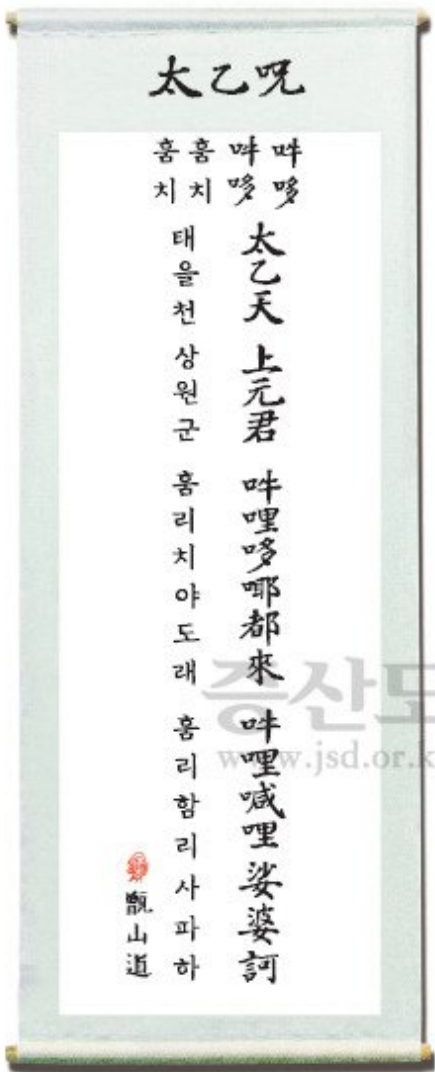 太乙呪
吽哆
吽哆
太乙天 上元君 吽哩哆㖿都來 吽哩喊哩娑婆訶
훔치
훔치
태을천 상원군 훔리치야도래 훔리함리사파하
甑山道
증산도
www.jsd.or.k